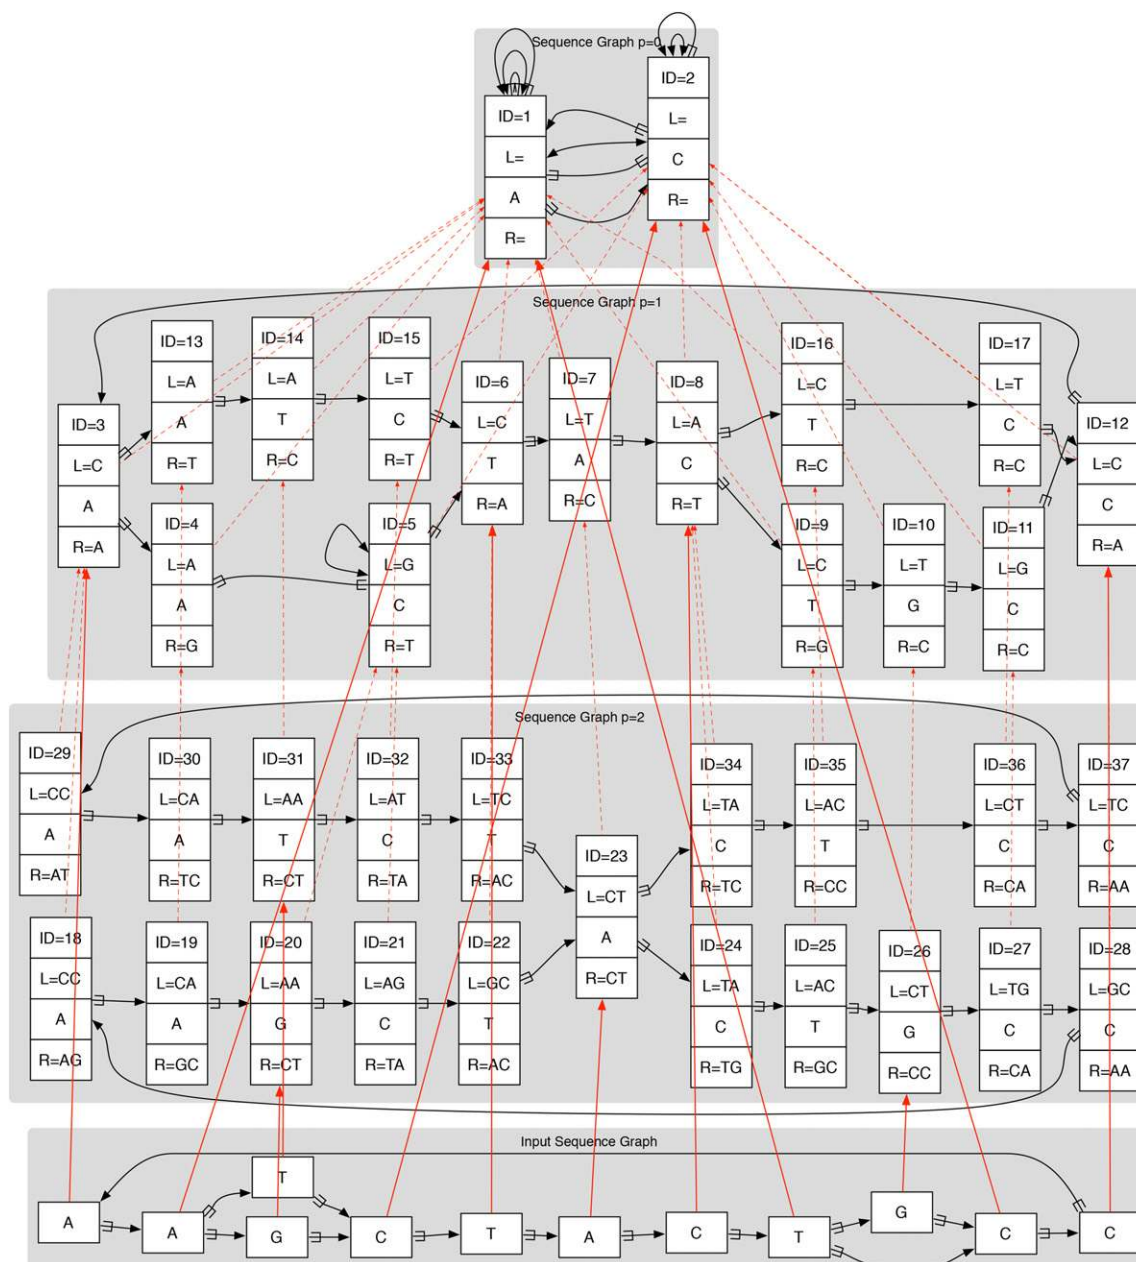 Sequence Graph p=0
ID=1
L=
A
R=
ID=2
L=
C
R=
Sequence Graph p=1
ID=3
L=C
A
R=A
ID=13
L=A
A
R=T
ID=14
L=A
T
R=C
ID=15
L=T
C
R=T
ID=6
L=C
T
R=A
ID=7
L=T
A
R=C
ID=8
L=A
C
R=T
ID=16
L=C
T
R=C
ID=17
L=T
C
R=C
ID=12
L=C
C
R=A
ID=4
L=A
A
R=G
ID=5
L=G
C
R=T
ID=9
L=C
T
R=G
ID=10
L=T
G
R=C
ID=11
L=G
C
R=C
Sequence Graph p=2
ID=29
L=CC
A
R=AT
ID=30
L=CA
A
R=TC
ID=31
L=AA
T
R=CT
ID=32
L=AT
C
R=TA
ID=33
L=TC
T
R=AC
ID=23
L=CT
A
R=CT
ID=34
L=TA
C
R=TC
ID=35
L=AC
T
R=CC
ID=36
L=CT
C
R=CA
ID=37
L=TC
C
R=AA
ID=18
L=CC
A
R=AG
ID=19
L=CA
A
R=GC
ID=20
L=AA
G
R=CT
ID=21
L=AG
C
R=TA
ID=22
L=GC
T
R=AC
ID=24
L=TA
C
R=TG
ID=25
L=AC
T
R=GC
ID=26
L=CT
G
R=CC
ID=27
L=TG
C
R=CA
ID=28
L=GC
C
R=AA
Input Sequence Graph
T
G
A
A
G
C
T
A
C
T
C
C